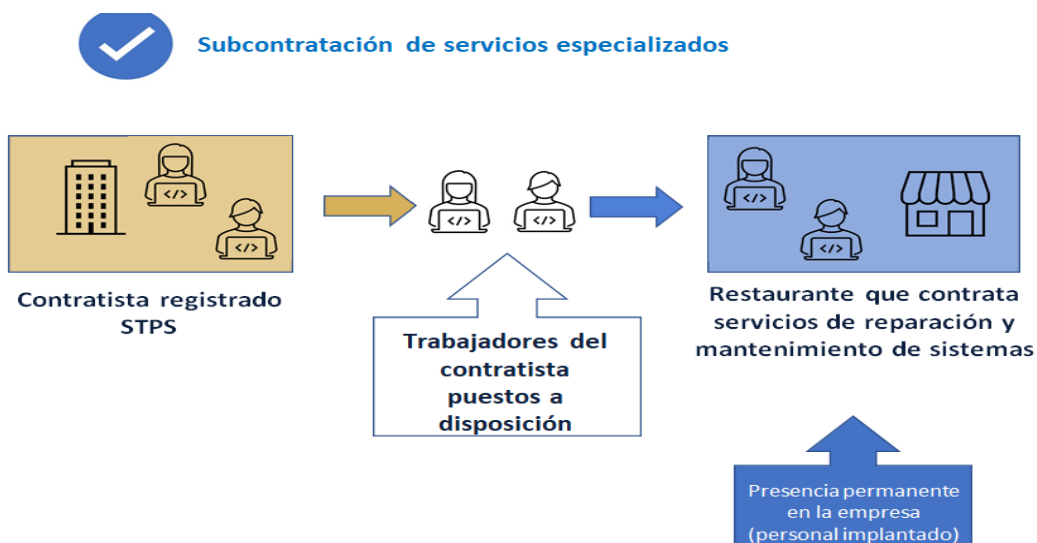 Subcontratación de servicios especializados
</>
</>
</>
</>
</>
</>
Contratista registrado
STPS
Trabajadores del
contratista
puestos a
disposición
Restaurante que contrata
servicios de reparación y
mantenimiento de sistemas
Presencia permanente
en la empresa
(personal implantado)